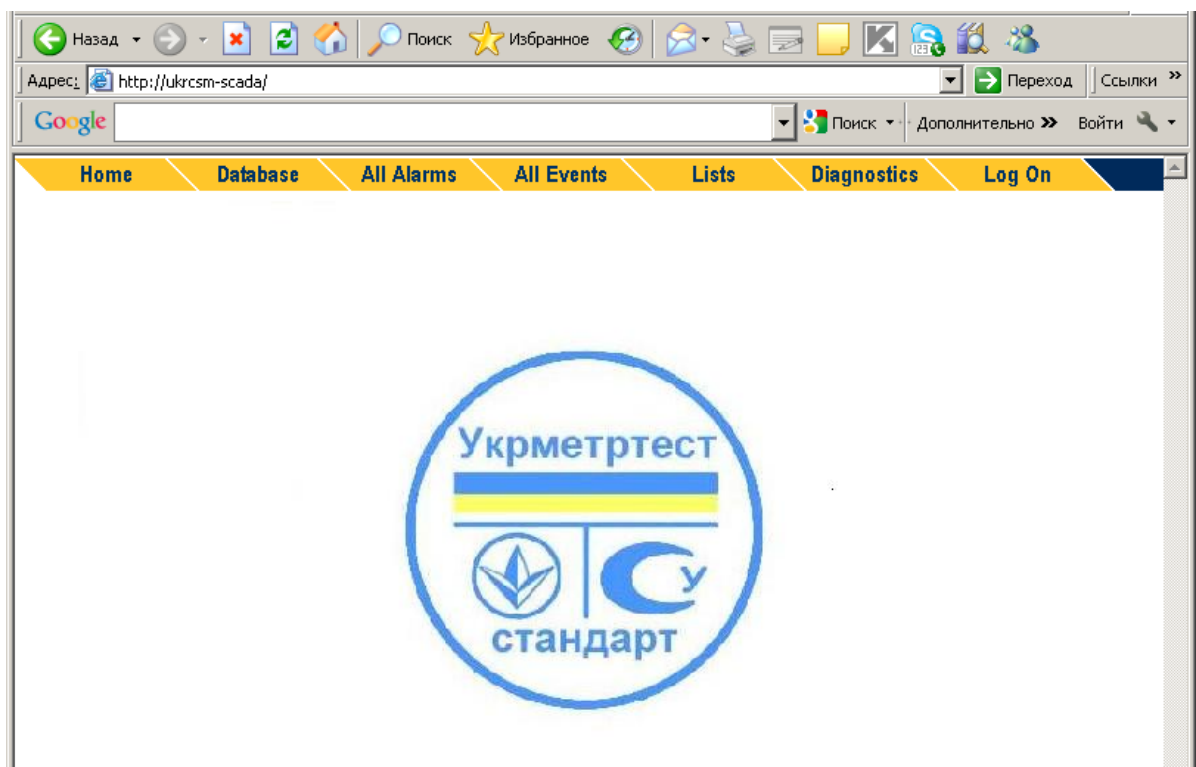 Назад Поиск Избранное 123
Адрес: http://ukrcsm-scada/ Переход Ссылки »
Google Поиск Дополнительно » Войти
Home Database All Alarms All Events Lists Diagnostics Log On
Укрметртест
С У
стандарт